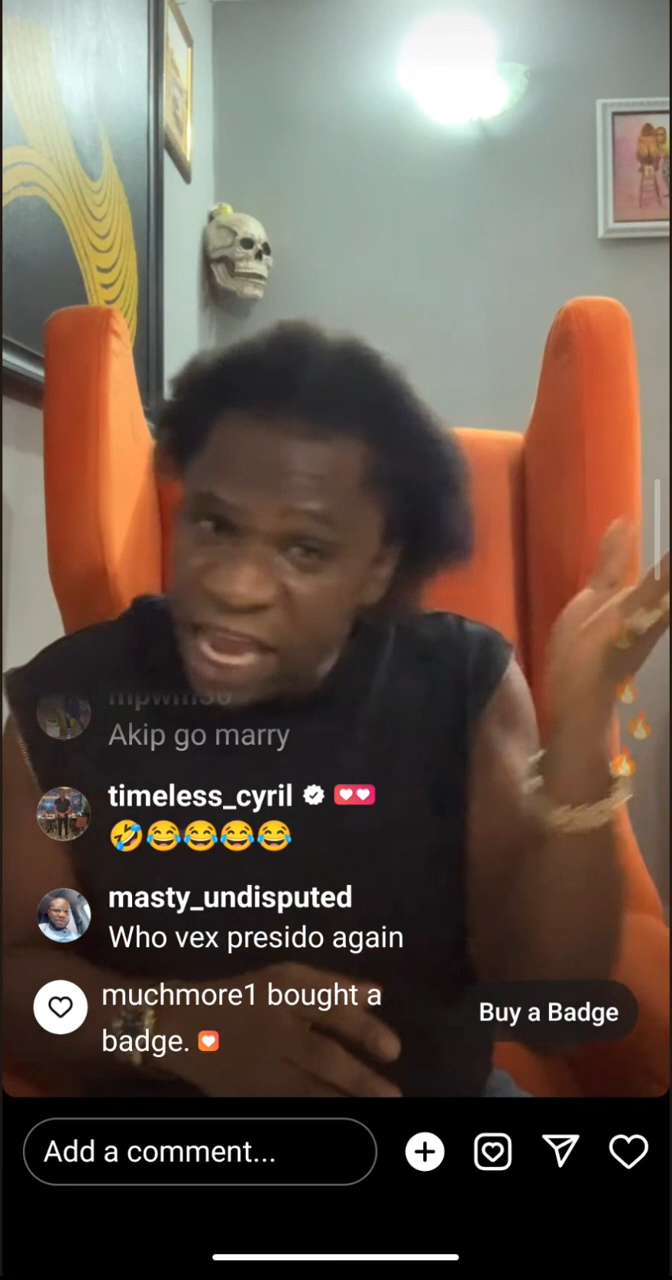 Akip go marry
timeless_cyril
🤣😂😂😂😂
masty_undisputed
Who vex presido again
muchmore1 bought a
badge.
Buy a Badge
Add a comment...